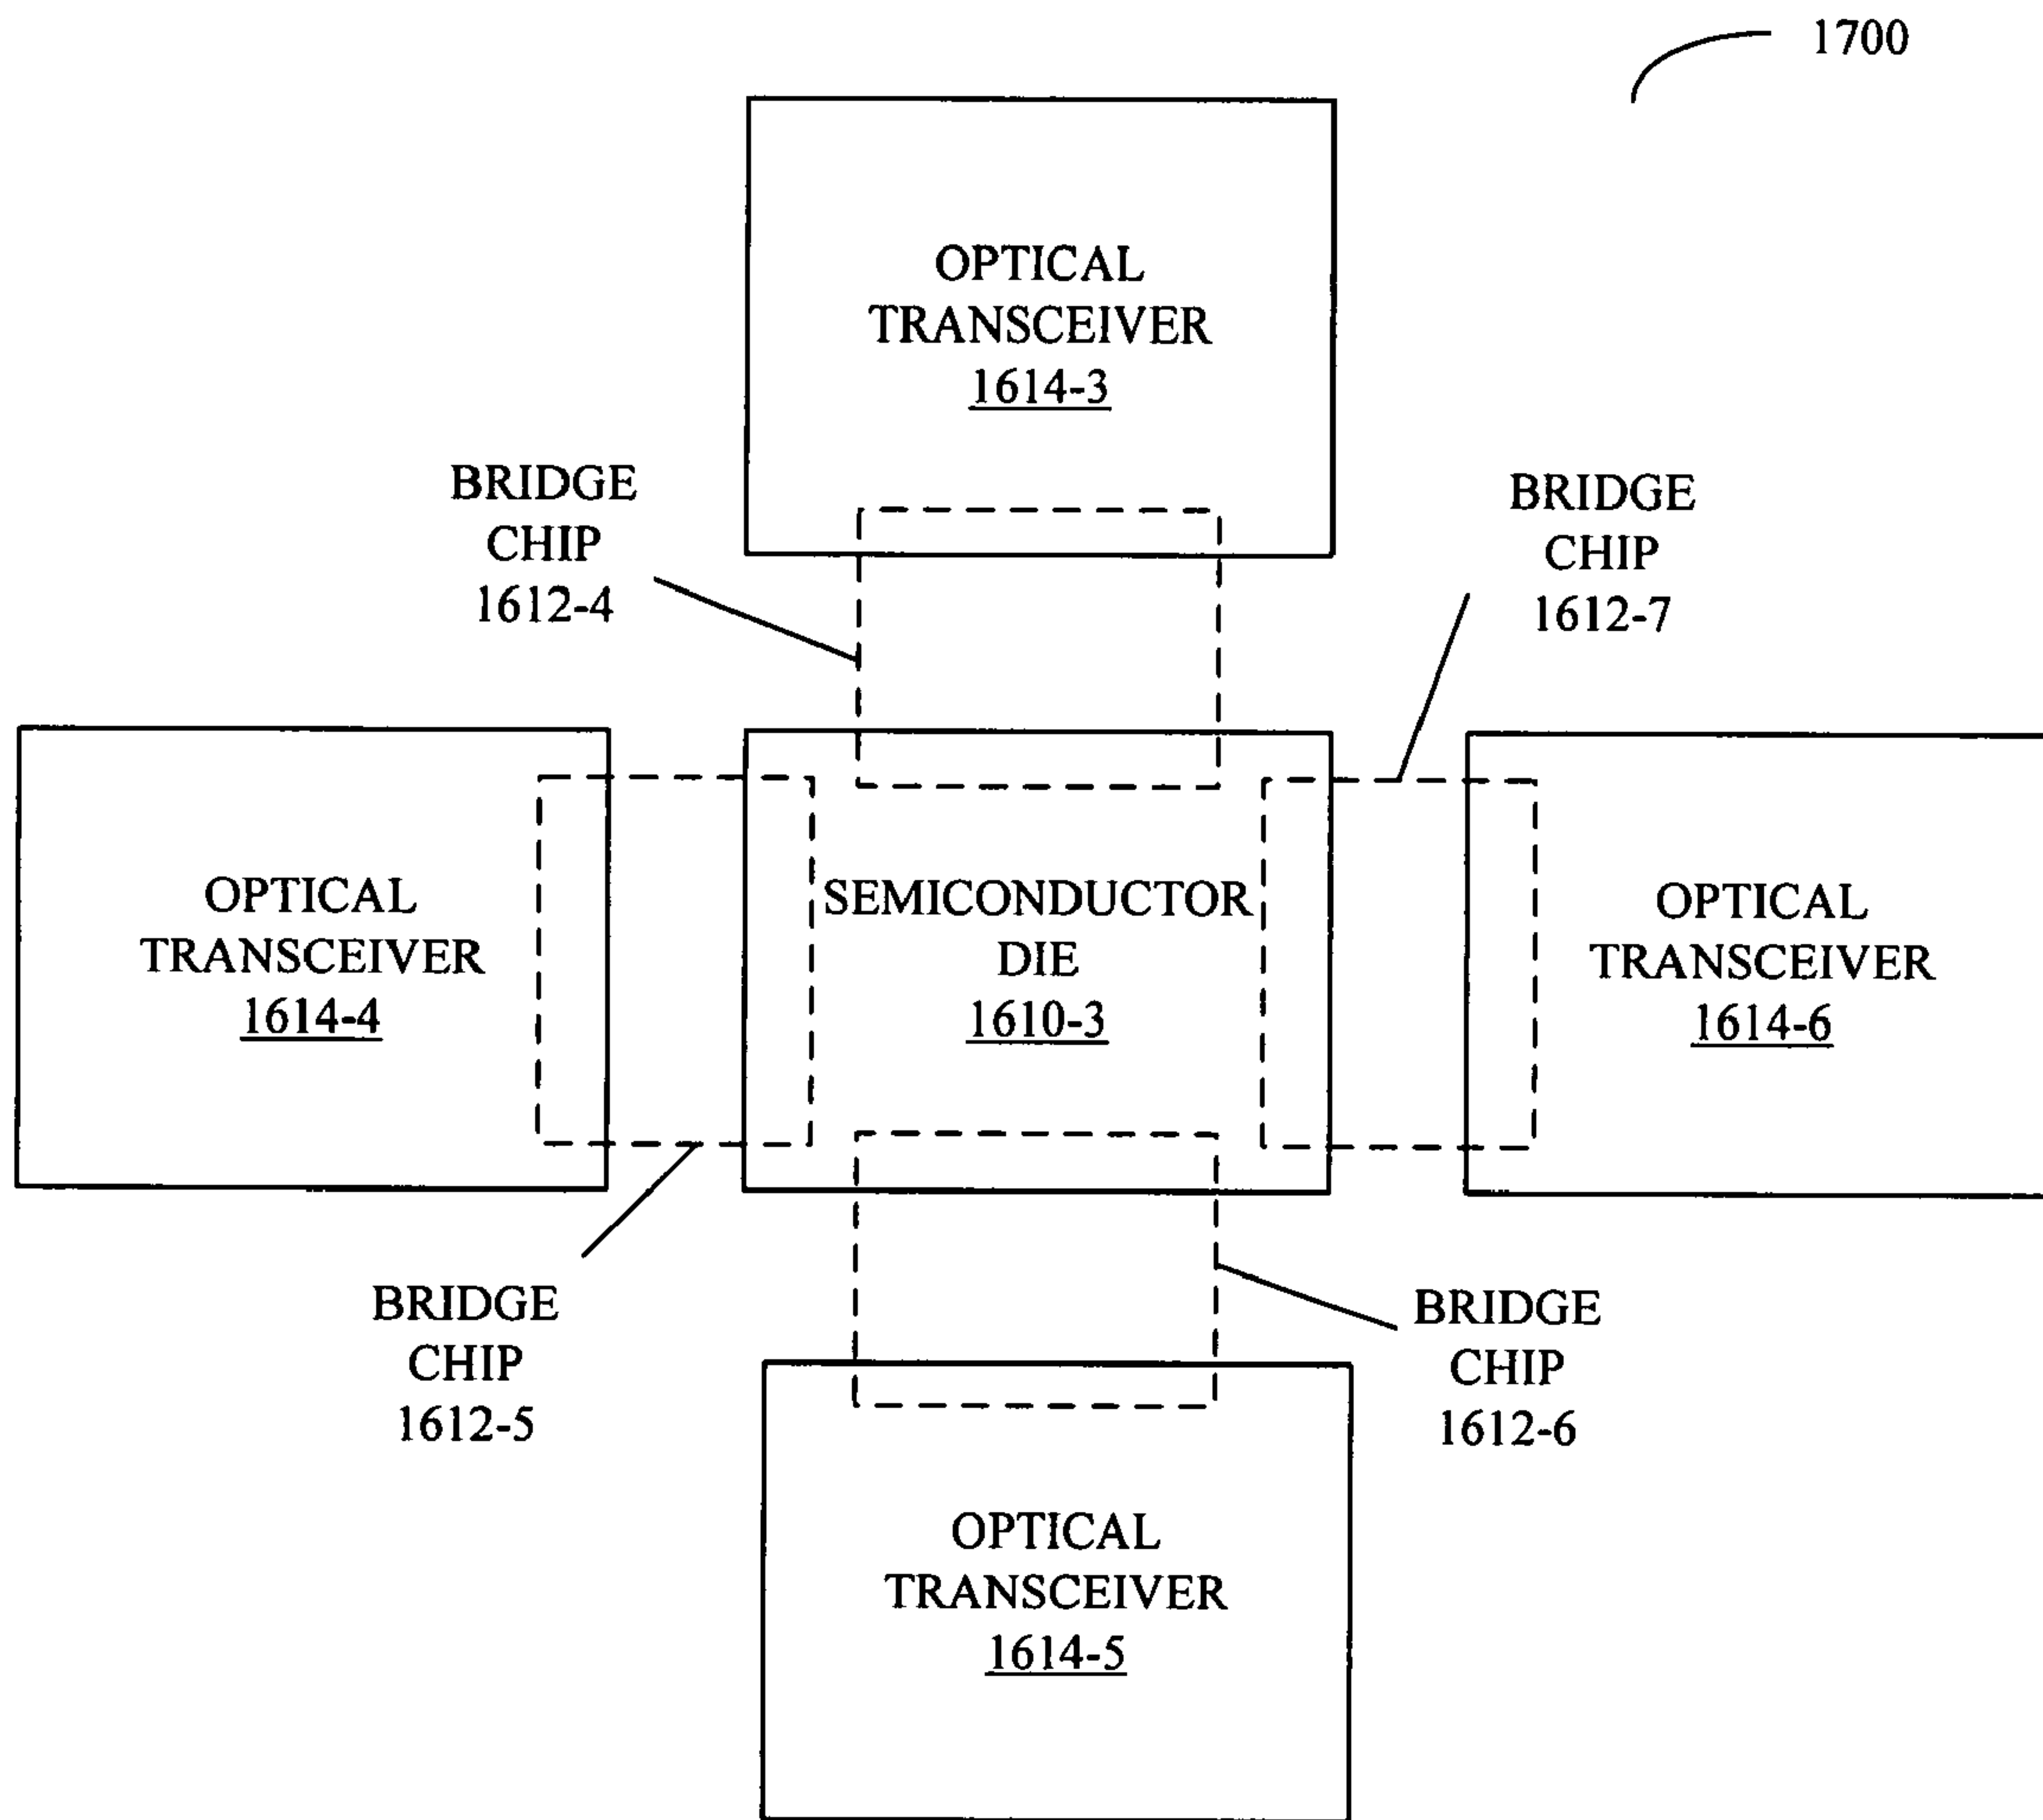 1700
OPTICAL
TRANSCEIVER
1614-3
BRIDGE
CHIP
1612-4
BRIDGE
CHIP
1612-7
OPTICAL
TRANSCEIVER
1614-4
SEMICONDUCTOR
DIE
1610-3
OPTICAL
TRANSCEIVER
1614-6
BRIDGE
CHIP
1612-5
BRIDGE
CHIP
1612-6
OPTICAL
TRANSCEIVER
1614-5